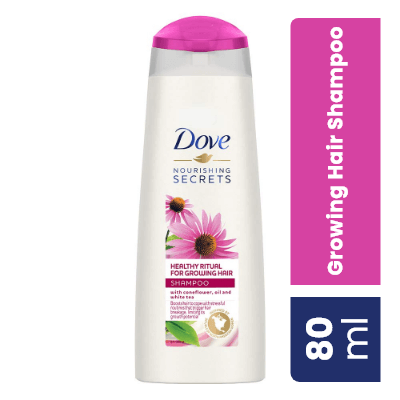 Dove
NOURISHING
SECRETS
HEALTHY RITUAL
FOR GROWING HAIR
SHAMPOO
with coneflower, oil and
white tea
Growing Hair Shampoo
80 ml